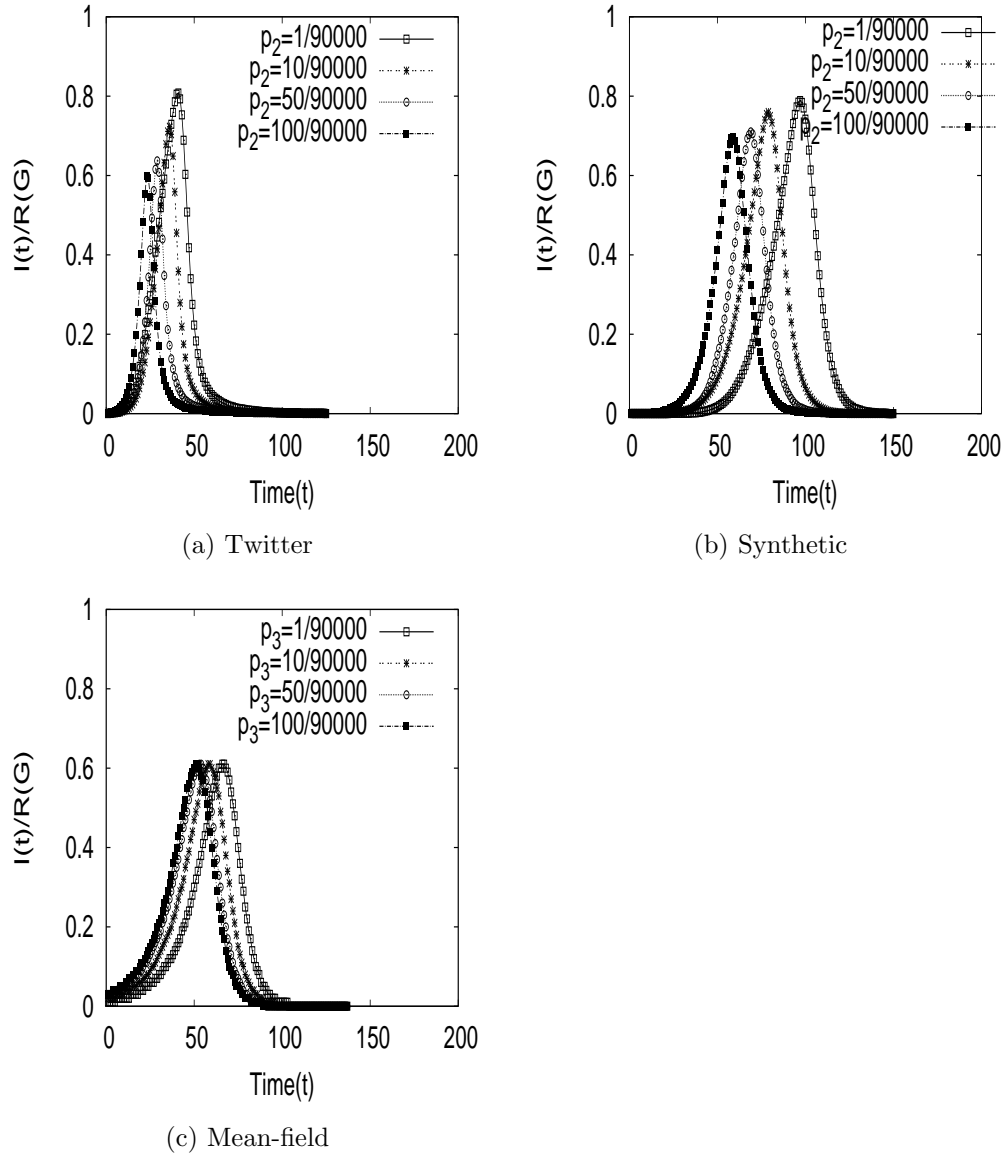 1
0.8
0.6
0.4
0.2
0
0 50 100 150 200
I(t)/R(G)
Time(t)
p2=1/90000
p2=10/90000
p2=50/90000
p2=100/90000
(a) Twitter
1
0.8
0.6
0.4
0.2
0
0 50 100 150 200
I(t)/R(G)
Time(t)
p2=1/90000
p2=10/90000
p2=50/90000
p2=100/90000
(b) Synthetic
1
0.8
0.6
0.4
0.2
0
0 50 100 150 200
I(t)/R(G)
Time(t)
p3=1/90000
p3=10/90000
p3=50/90000
p3=100/90000
(c) Mean-field